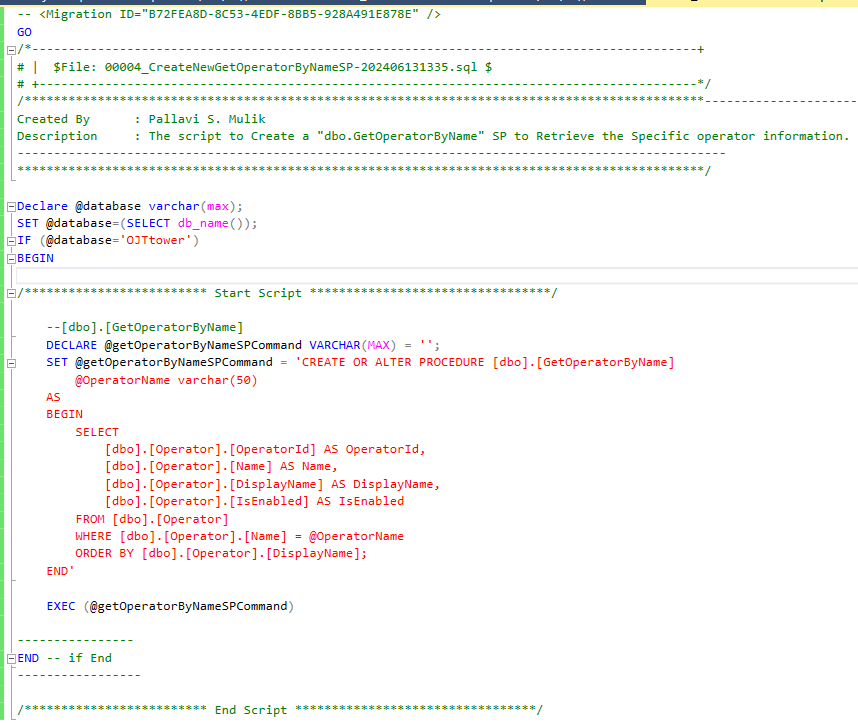 -- <Migration ID="B72FEA8D-8C53-4EDF-8BB5-928A491E878E" />
GO
/*-------------------------------------------------------------------------------------------+
# |  $File: 00004_CreateNewGetOperatorByNameSP-202406131335.sql $
# +------------------------------------------------------------------------------------------*/
/*********************************************************************************************---------------------
Created By      : Pallavi S. Mulik
Description     : The script to Create a "dbo.GetOperatorByName" SP to Retrieve the Specific operator information.
-------------------------------------------------------------------------------------------------
**********************************************************************************************/
Declare @database varchar(max);
SET @database=(SELECT db_name());
IF (@database='OJTtower')
BEGIN
/************************* Start Script *********************************/
    --[dbo].[GetOperatorByName]
    DECLARE @getOperatorByNameSPCommand VARCHAR(MAX) = '';
    SET @getOperatorByNameSPCommand = 'CREATE OR ALTER PROCEDURE [dbo].[GetOperatorByName]
        @OperatorName varchar(50)
    AS
    BEGIN
        SELECT
            [dbo].[Operator].[OperatorId] AS OperatorId,
            [dbo].[Operator].[Name] AS Name,
            [dbo].[Operator].[DisplayName] AS DisplayName,
            [dbo].[Operator].[IsEnabled] AS IsEnabled
        FROM [dbo].[Operator]
        WHERE [dbo].[Operator].[Name] = @OperatorName
        ORDER BY [dbo].[Operator].[DisplayName];
    END'
    EXEC (@getOperatorByNameSPCommand)
----------------
END -- if End
-----------------
/************************* End Script *********************************/